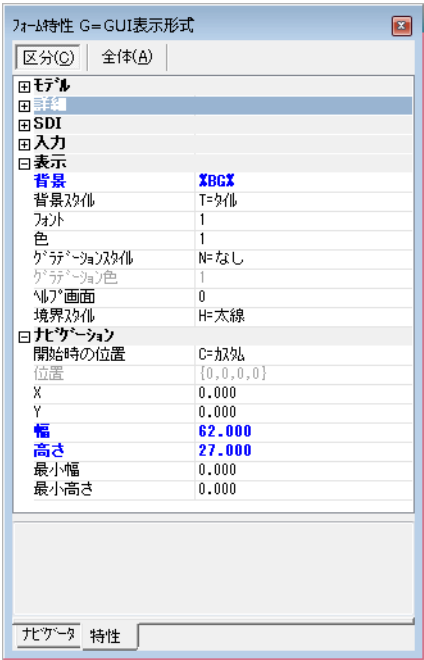 フォーム特性 G=GUI表示形式
区分(C) 全体(A)
モデル
詳細
SDI
入力
表示
背景 %BG%
背景スタイル T=タイル
フォント 1
色 1
グラデーションスタイル N=なし
グラデーション色 1
ヘルプ画面 0
境界スタイル H=太線
ナビゲーション
開始時の位置 C=カスタム
位置 {0,0,0,0}
X 0.000
Y 0.000
幅 62.000
高さ 27.000
最小幅 0.000
最小高さ 0.000
ナビゲータ 特性